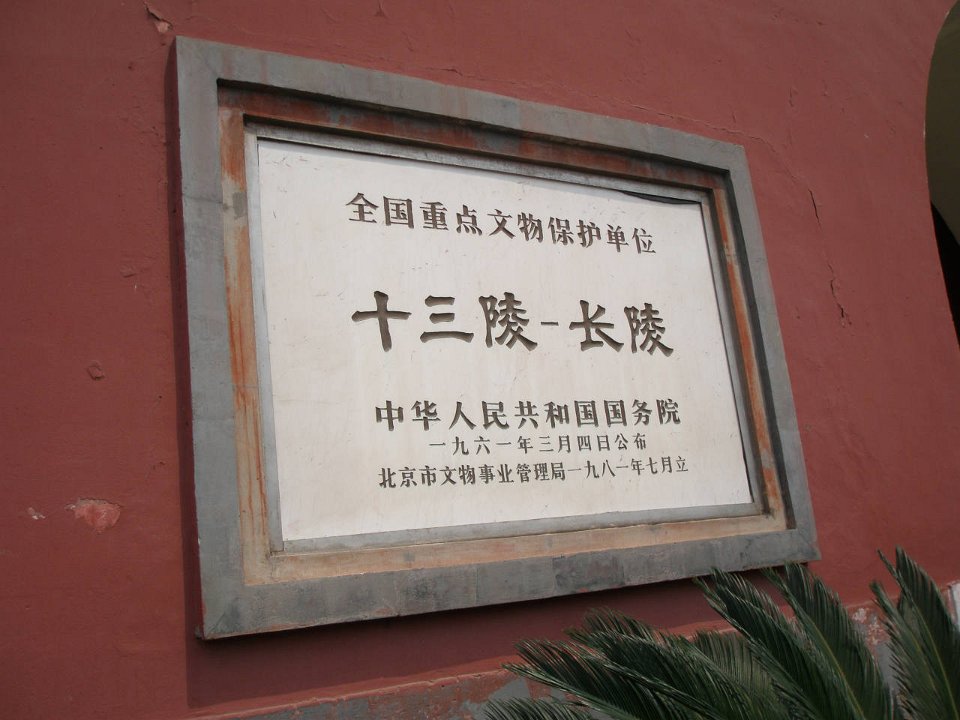 全国重点文物保护单位
十三陵-长陵
中华人民共和国国务院
一九六一年三月四日公布
北京市文物事业管理局一九八一年七月立